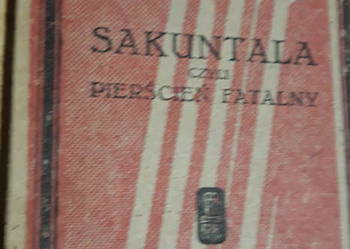 SAKUNTALA
CZYLI
PIERŚCIEŃ FATALNY